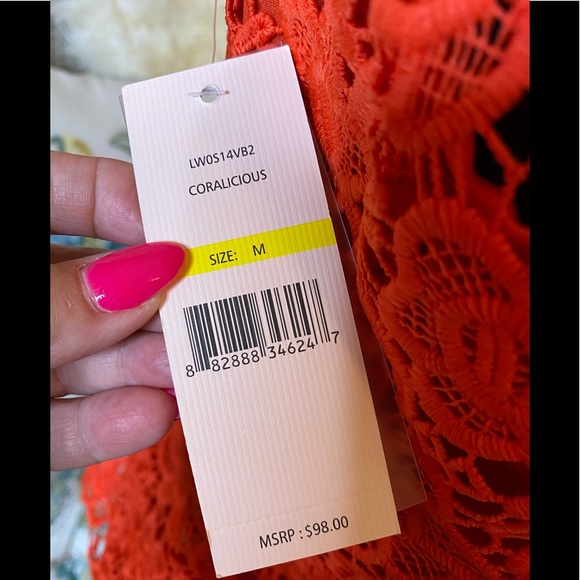 LW0S14VB2
CORALICIOUS
SIZE: M
8 82888 34624 7
MSRP : $98.00